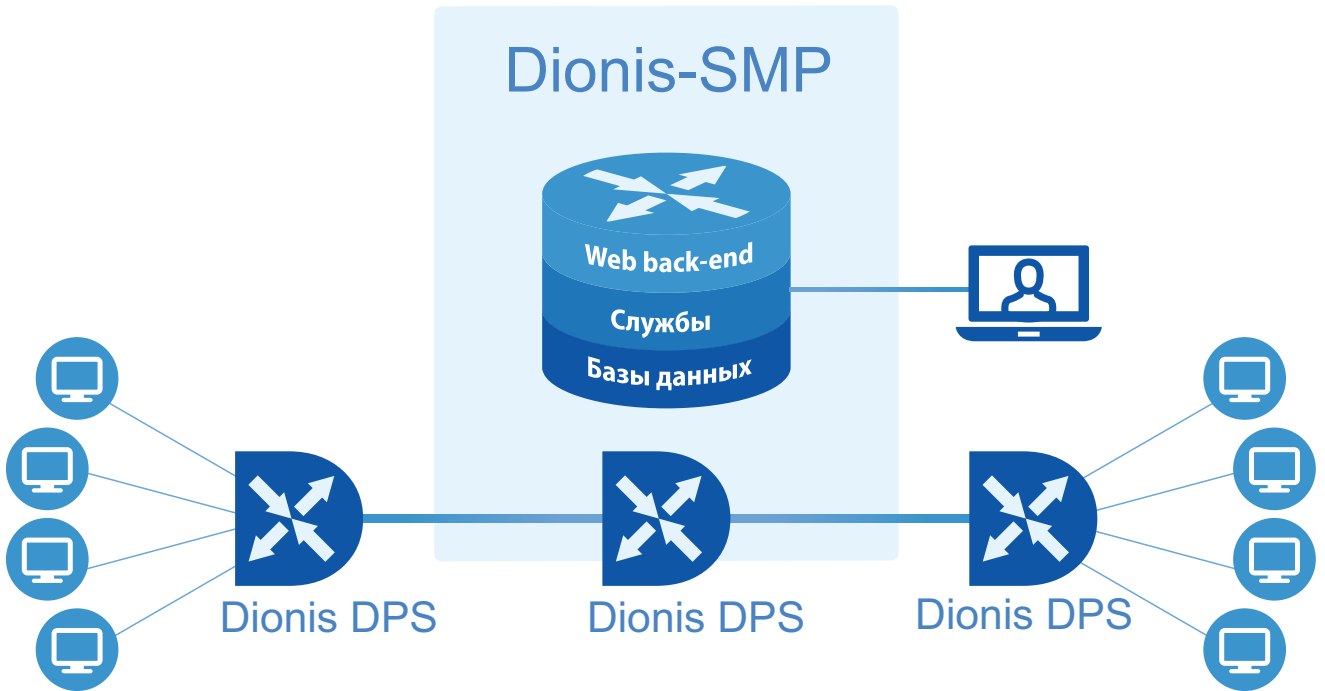 Dionis-SMP
Web back-end
Службы
Базы данных
Dionis DPS
Dionis DPS
Dionis DPS